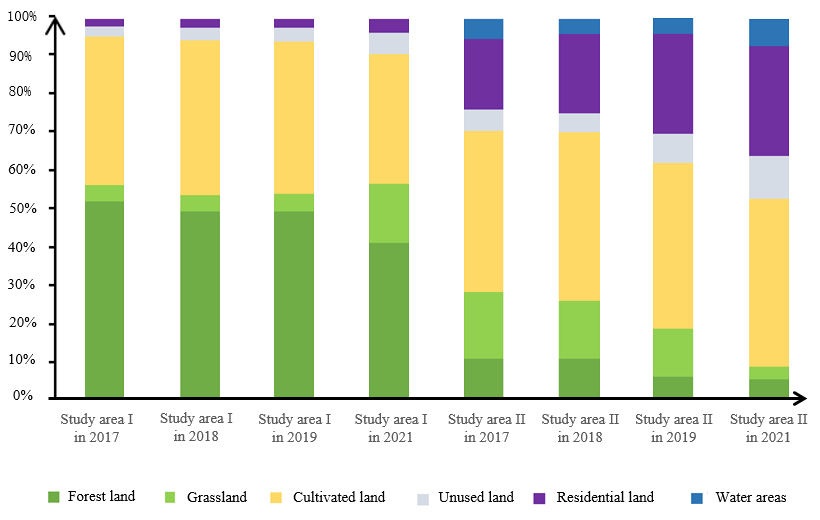 100%
90%
80%
70%
60%
50%
40%
30%
20%
10%
0%
Study area I
in 2017
Study area I
in 2018
Study area I
in 2019
Study area I
in 2021
Study area II
in 2017
Study area II
in 2018
Study area II
in 2019
Study area II
in 2021
Forest land
Grassland
Cultivated land
Unused land
Residential land
Water areas